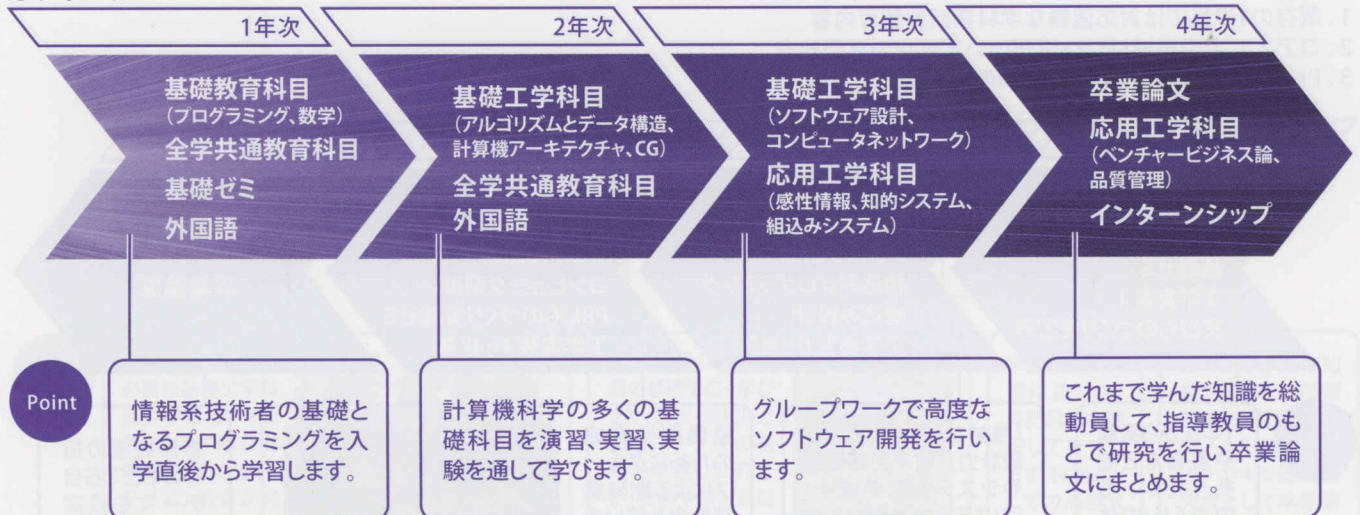 1年次
基礎教育科目
(プログラミング、数学)
全学共通教育科目
基礎ゼミ
外国語
2年次
基礎工学科目
(アルゴリズムとデータ構造、
計算機アーキテクチャ、CG)
全学共通教育科目
外国語
3年次
基礎工学科目
(ソフトウェア設計、
コンピュータネットワーク)
応用工学科目
(感性情報、知的システム、
組込みシステム)
4年次
卒業論文
応用工学科目
(ベンチャービジネス論、
品質管理)
インターンシップ
Point
情報系技術者の基礎と
なるプログラミングを入
学直後から学習します。
計算機科学の多くの基
礎科目を演習、実習、実
験を通して学びます。
グループワークで高度な
ソフトウェア開発を行い
ます。
これまで学んだ知識を総
動員して、指導教員のも
とで研究を行い卒業論
文にまとめます。